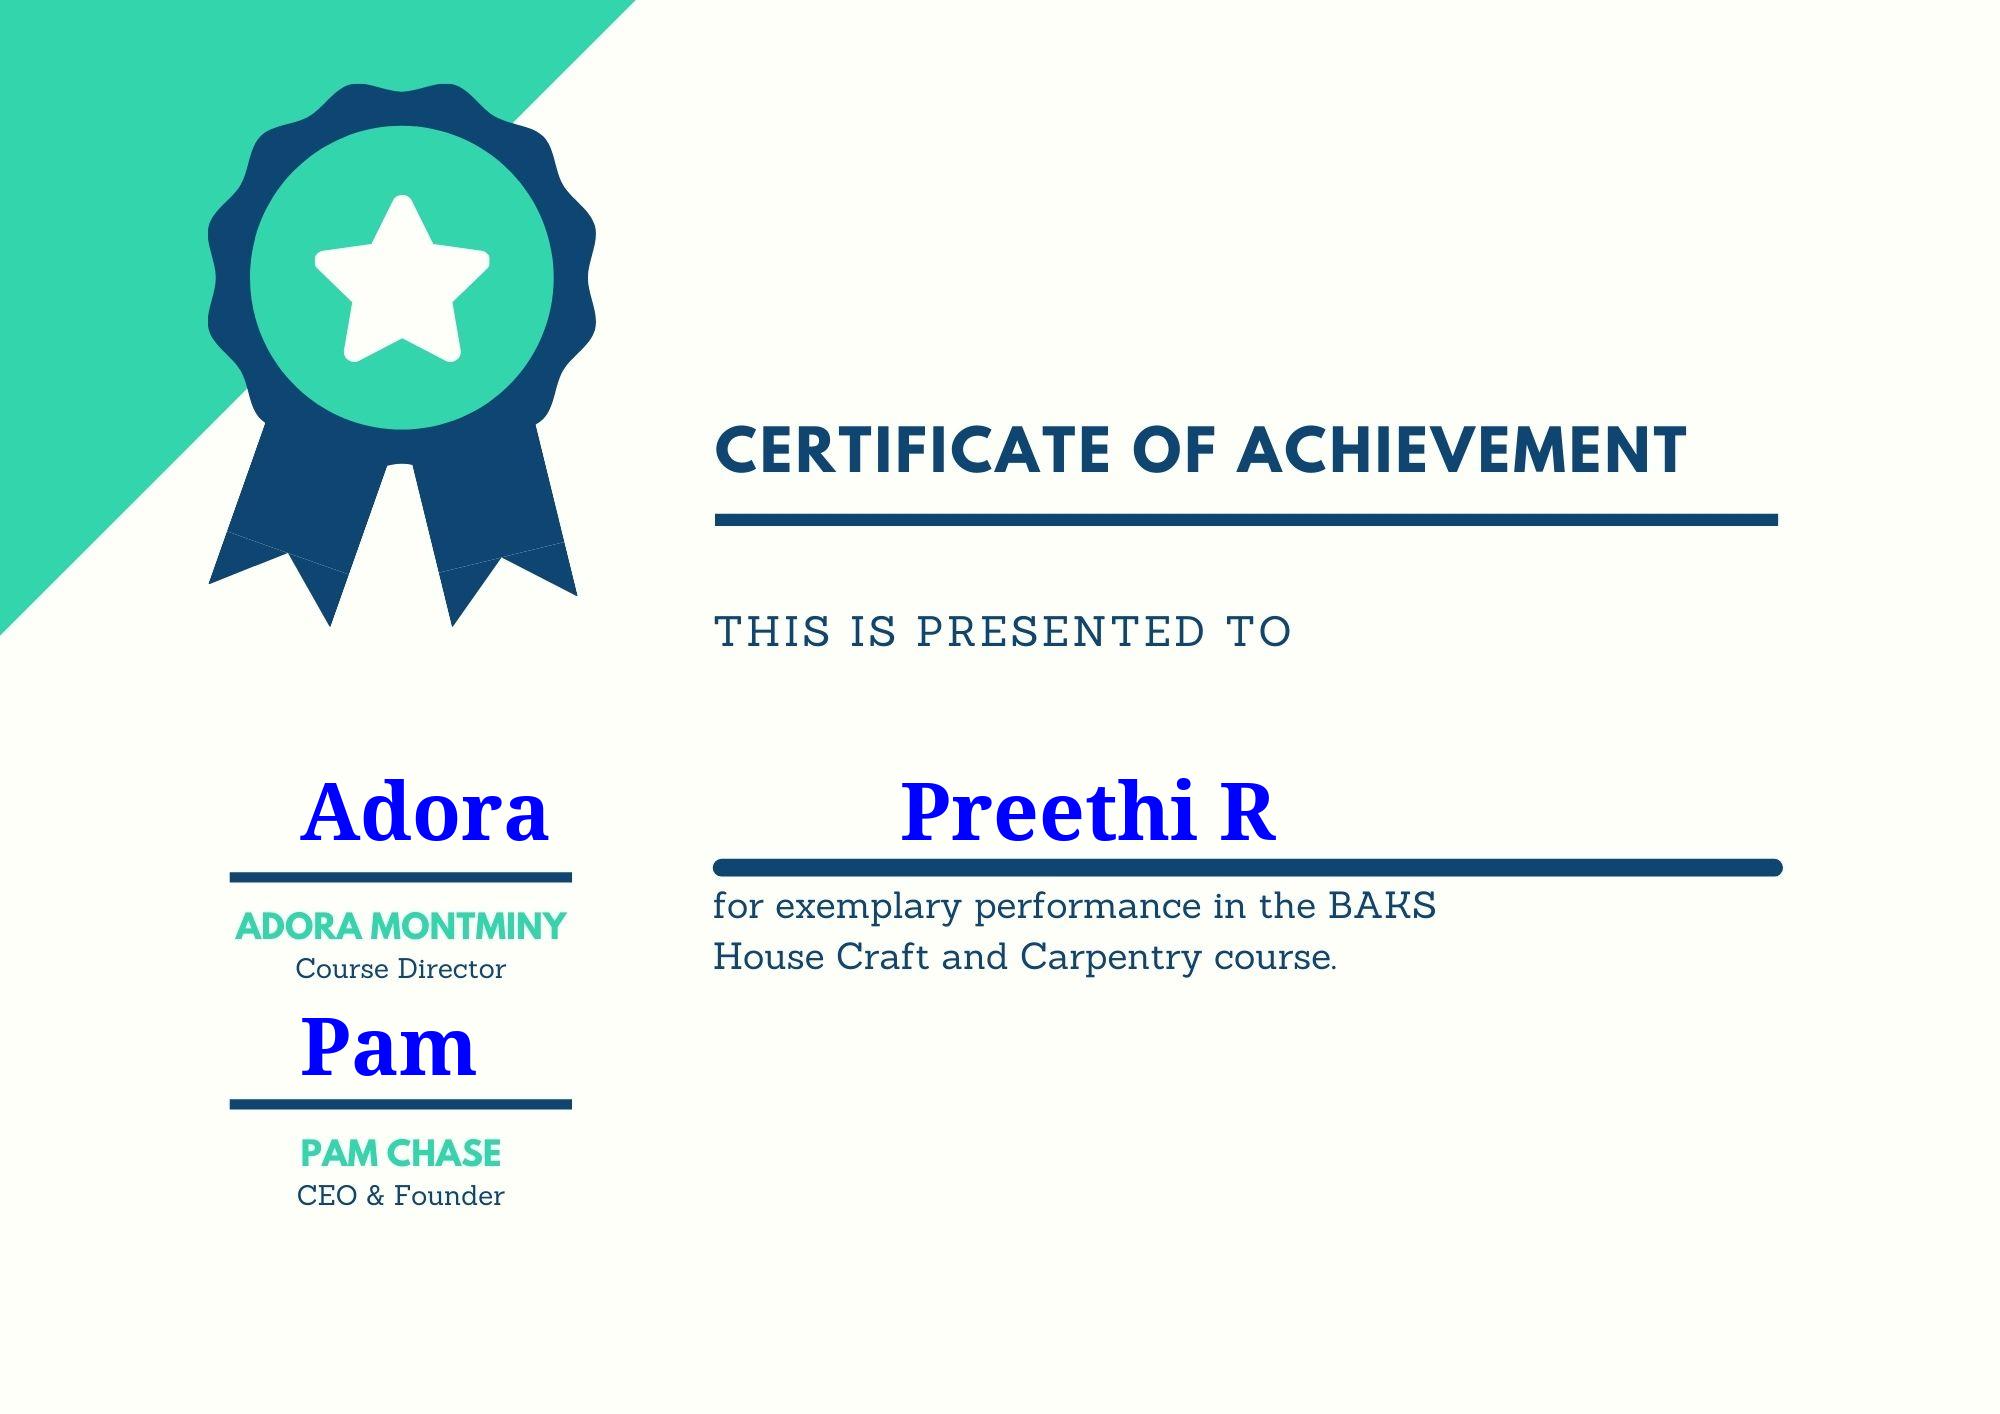 CERTIFICATE OF ACHIEVEMENT
THIS IS PRESENTED TO
Preethi R
for exemplary performance in the BAKS
House Craft and Carpentry course.
Adora
ADORA MONTMINY
Course Director
Pam
PAM CHASE
CEO & Founder